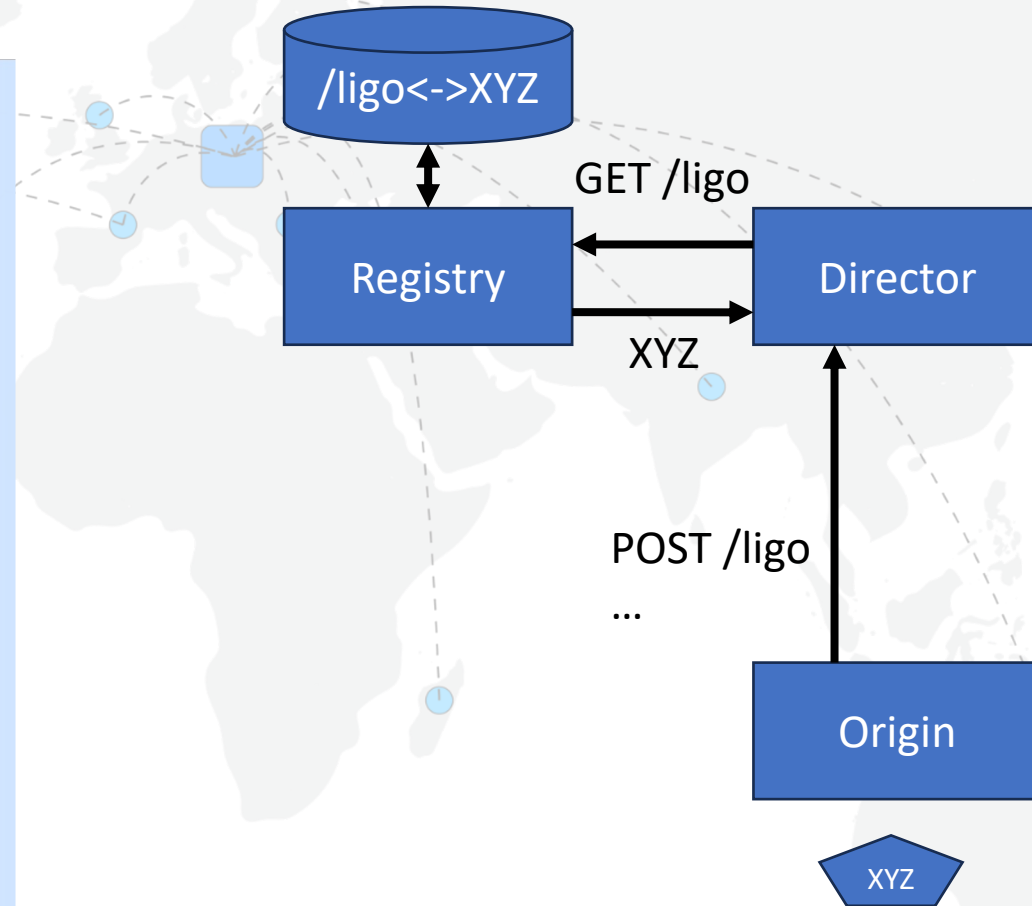 /ligo<->XYZ
GET /ligo
Registry
Director
XYZ
POST /ligo
...
Origin
XYZ